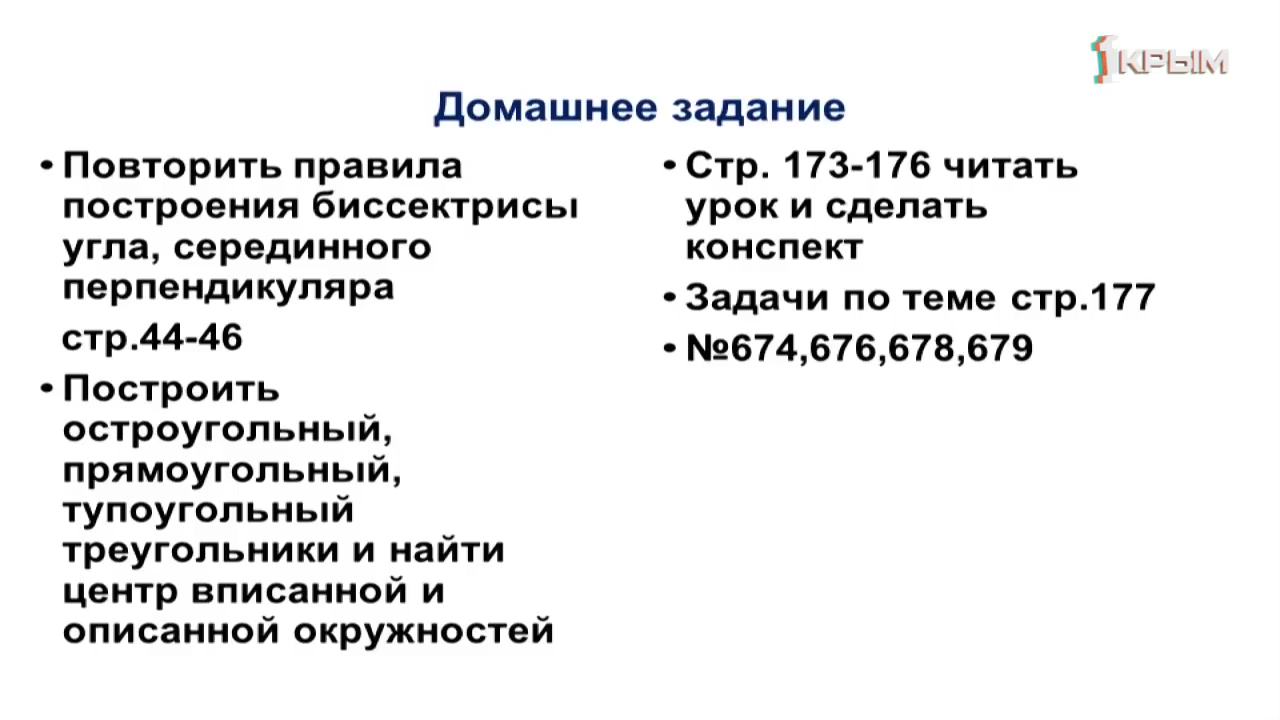 1 КРЫМ
Домашнее задание
• Повторить правила
построения биссектрисы
угла, серединного
перпендикуляра
стр.44-46
• Построить
остроугольный,
прямоугольный,
тупоугольный
треугольники и найти
центр вписанной и
описанной окружностей
• Стр. 173-176 читать
урок и сделать
конспект
• Задачи по теме стр.177
• №674,676,678,679